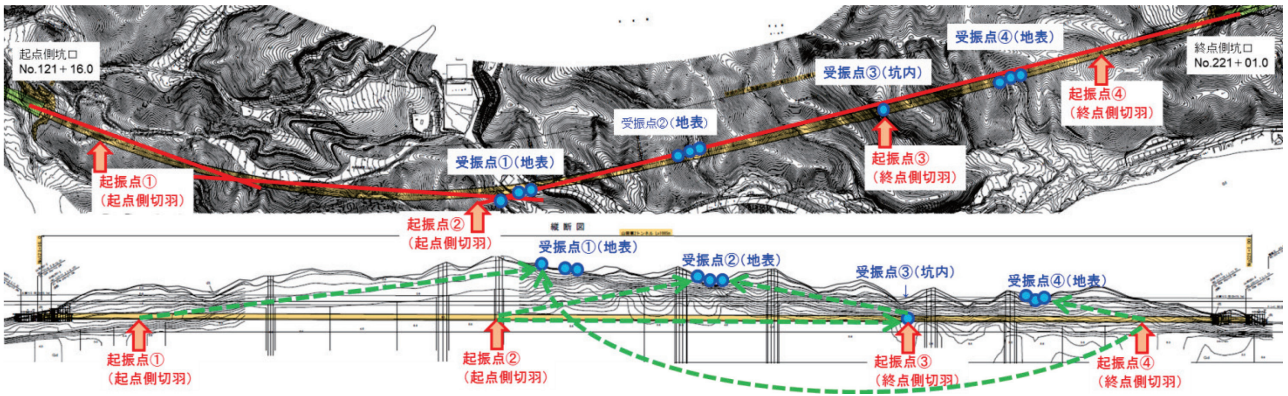 起点側坑口
No.121+16.0
起振点①
(起点側切羽)
受振点①(地表)
起振点②
(起点側切羽)
受振点②(地表)
受振点③(坑内)
起振点③
(終点側切羽)
受振点④(地表)
起振点④
(終点側切羽)
終点側坑口
No.221+01.0
縦断図
受振点①(地表)
受振点②(地表)
受振点③(坑内)
受振点④(地表)
起振点①
(起点側切羽)
起振点②
(起点側切羽)
起振点③
(終点側切羽)
起振点④
(終点側切羽)